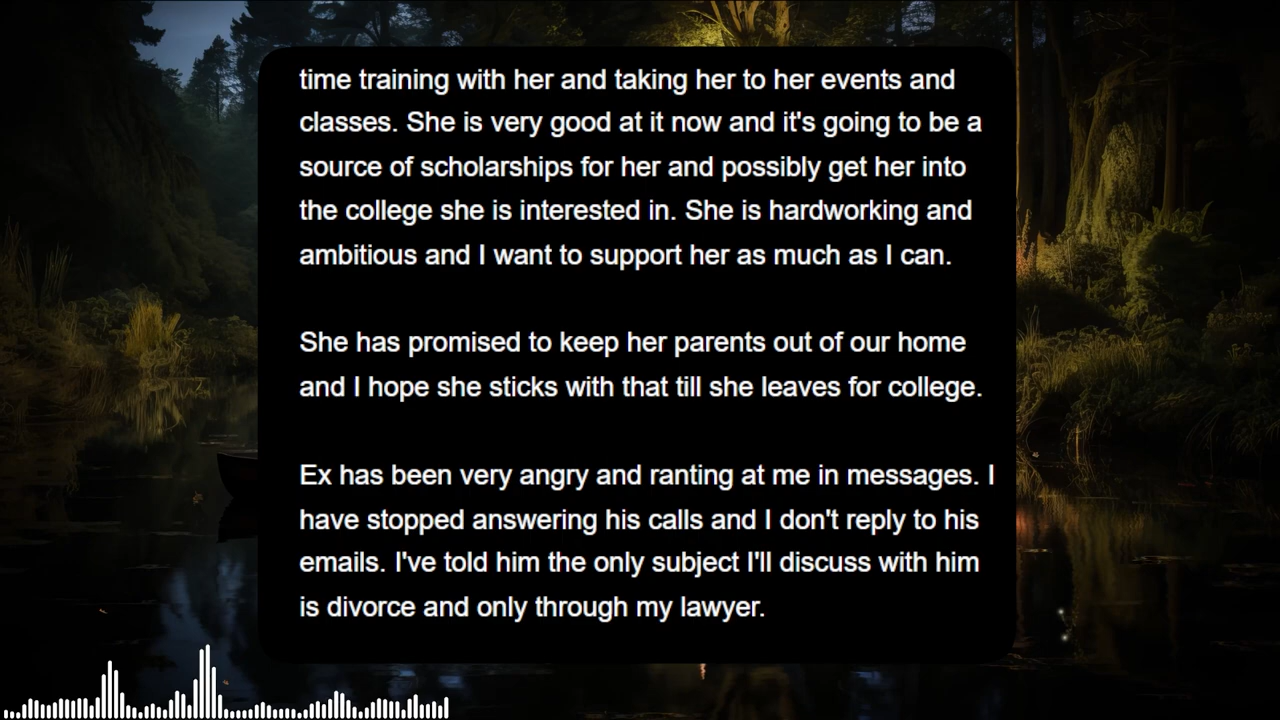 time training with her and taking her to her events and
classes. She is very good at it now and it's going to be a
source of scholarships for her and possibly get her into
the college she is interested in. She is hardworking and
ambitious and I want to support her as much as I can.
She has promised to keep her parents out of our home
and I hope she sticks with that till she leaves for college.
Ex has been very angry and ranting at me in messages. I
have stopped answering his calls and I don't reply to his
emails. I've told him the only subject I'll discuss with him
is divorce and only through my lawyer.